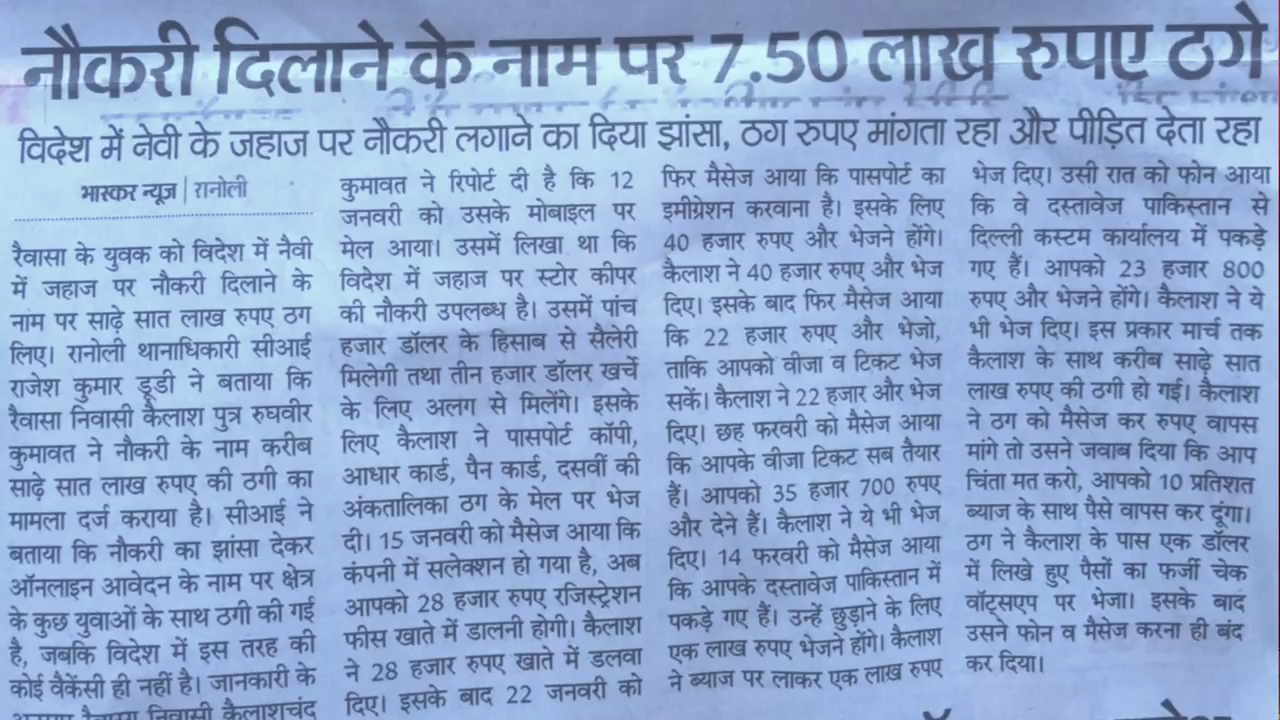 नौकरी दिलाने के नाम पर 7.50 लाख रुपए ठगे
विदेश में नेवी के जहाज पर नौकरी लगाने का दिया झांसा, ठग रुपए मांगता रहा और पीड़ित देता रहा
भास्कर न्यूज | रानोली
रैवासा के युवक को विदेश में नैवी
में जहाज पर नौकरी दिलाने के
नाम पर साढ़े सात लाख रुपए ठग
लिए। रानोली थानाधिकारी सीआई
राजेश कुमार डूडी ने बताया कि
रैवासा निवासी कैलाश पुत्र रुघवीर
कुमावत ने नौकरी के नाम करीब
साढ़े सात लाख रुपए की ठगी का
मामला दर्ज कराया है। सीआई ने
बताया कि नौकरी का झांसा देकर
ऑनलाइन आवेदन के नाम पर क्षेत्र
के कुछ युवाओं के साथ ठगी की गई
है, जबकि विदेश में इस तरह की
कोई वैकेंसी ही नहीं है। जानकारी के
रैवासा निवासी कैलाशचंद
कुमावत ने रिपोर्ट दी है कि 12
जनवरी को उसके मोबाइल पर
मेल आया। उसमें लिखा था कि
विदेश में जहाज पर स्टोर कीपर
की नौकरी उपलब्ध है। उसमें पांच
हजार डॉलर के हिसाब से सैलेरी
मिलेगी तथा तीन हजार डॉलर खर्चे
के लिए अलग से मिलेंगे। इसके
लिए कैलाश ने पासपोर्ट कॉपी,
आधार कार्ड, पैन कार्ड, दसवीं की
अंकतालिका ठग के मेल पर भेज
दी। 15 जनवरी को मैसेज आया कि
कंपनी में सलेक्शन हो गया है, अब
आपको 28 हजार रुपए रजिस्ट्रेशन
फीस खाते में डालनी होगी। कैलाश
ने 28 हजार रुपए खाते में डलवा
दिए। इसके बाद 22 जनवरी को
फिर मैसेज आया कि पासपोर्ट का
इमीग्रेशन करवाना है। इसके लिए
40 हजार रुपए और भेजने होंगे।
कैलाश ने 40 हजार रुपए और भेज
दिए। इसके बाद फिर मैसेज आया
कि 22 हजार रुपए और भेजो,
ताकि आपको वीजा व टिकट भेज
सकें। कैलाश ने 22 हजार और भेज
दिए। छह फरवरी को मैसेज आया
कि आपके वीजा टिकट सब तैयार
हैं। आपको 35 हजार 700 रुपए
और देने हैं। कैलाश ने ये भी भेज
दिए। 14 फरवरी को मैसेज आया
कि आपके दस्तावेज पाकिस्तान में
पकड़े गए हैं। उन्हें छुड़ाने के लिए
एक लाख रुपए भेजने होंगे। कैलाश
ने ब्याज पर लाकर एक लाख रुपए
भेज दिए। उसी रात को फोन आया
कि वे दस्तावेज पाकिस्तान से
दिल्ली कस्टम कार्यालय में पकड़े
गए हैं। आपको 23 हजार 800
रुपए और भेजने होंगे। कैलाश ने ये
भी भेज दिए। इस प्रकार मार्च तक
कैलाश के साथ करीब साढ़े सात
लाख रुपए की ठगी हो गई। कैलाश
ने ठग को मैसेज कर रुपए वापस
मांगे तो उसने जवाब दिया कि आप
चिंता मत करो, आपको 10 प्रतिशत
ब्याज के साथ पैसे वापस कर दूंगा।
ठग ने कैलाश के पास एक डॉलर
में लिखे हुए पैसों का फर्जी चेक
वॉट्सएप पर भेजा। इसके बाद
उसने फोन व मैसेज करना ही बंद
कर दिया।